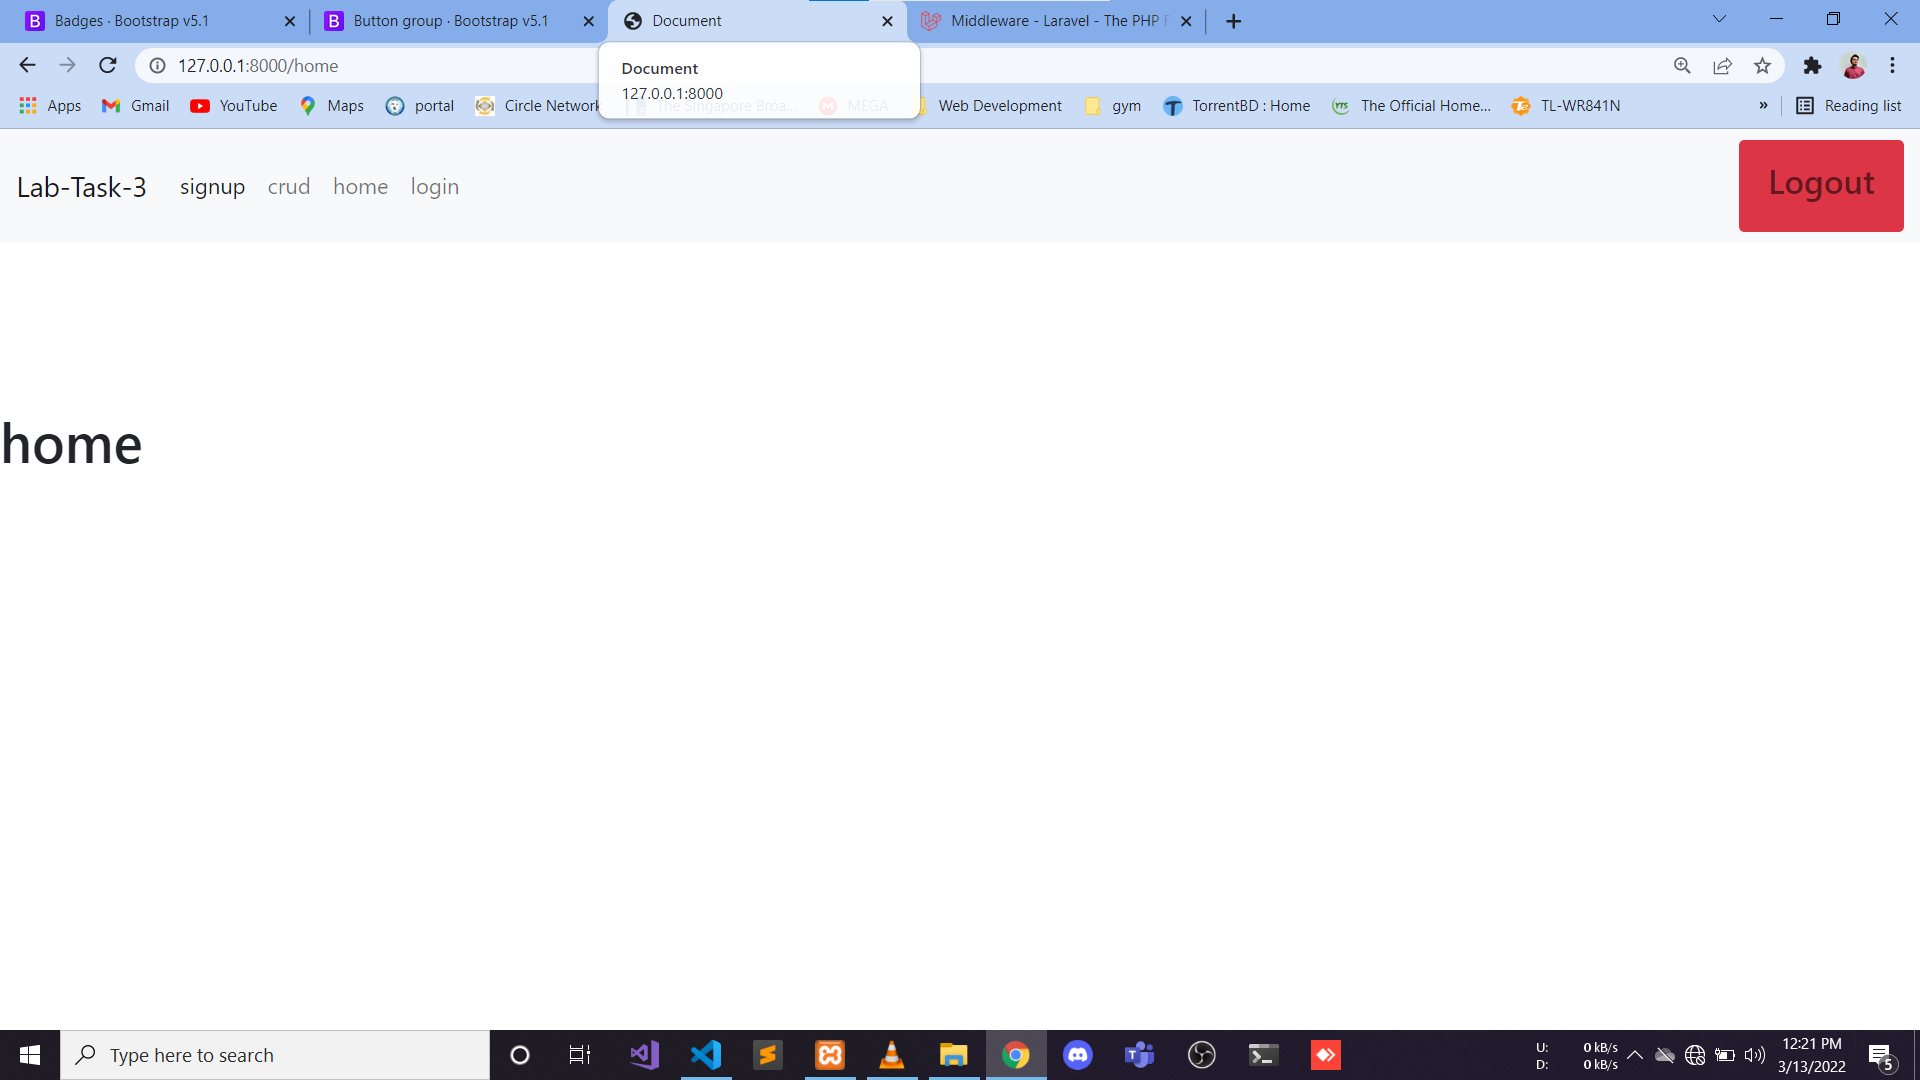 Badges · Bootstrap v5.1
Button group · Bootstrap v5.1
Document
Middleware - Laravel - The PHP F
127.0.0.1:8000/home
Document
127.0.0.1:8000
Apps
Gmail
YouTube
Maps
portal
Circle Network
The Singapore Broa...
MEGA
Web Development
gym
TorrentBD : Home
The Official Home...
TL-WR841N
»
Reading list
Lab-Task-3
signup
crud
home
login
Logout
home
Type here to search
U: 0 kB/s
D: 0 kB/s
12:21 PM
3/13/2022
5